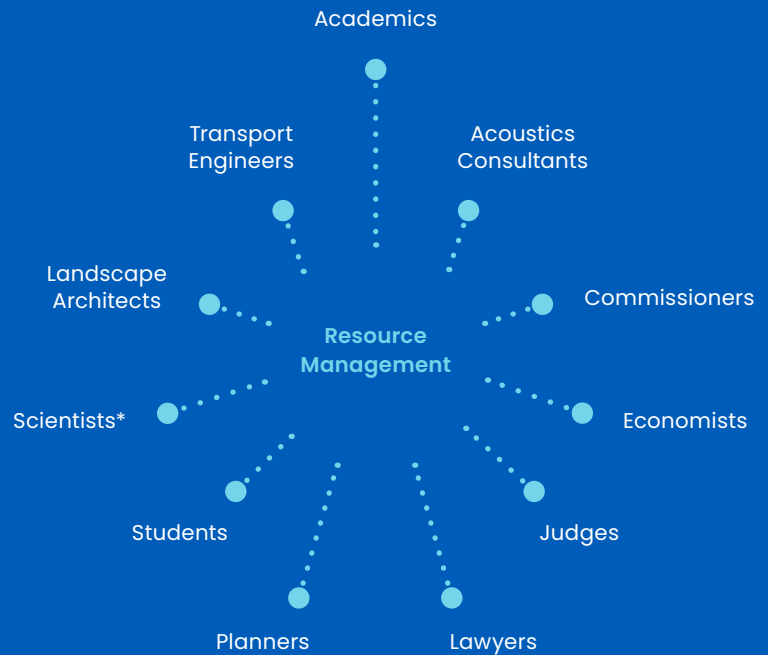 Academics
Transport
Engineers
Acoustics
Consultants
Landscape
Architects
Commissioners
Resource
Management
Scientists*
Economists
Students
Judges
Planners
Lawyers